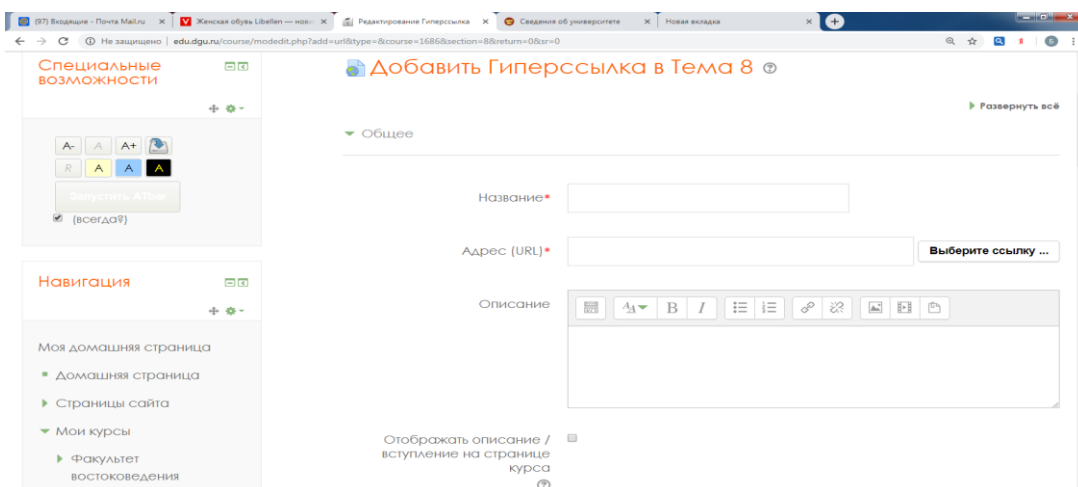 (97) Входящие - Почта Mail.ru
Женская обувь Libellen — нов
Редактирование Гиперссылка
Сведения об университете
Новая вкладка
Не защищено | edu.dgu.ru/course/modedit.php?add=url&type=&course=1686&section=8&return=0&sr=0
Специальные
возможности
A- A A+
R A A A
Запустить ATbar
(всегда?)
Навигация
Моя домашняя страница
Домашняя страница
Страницы сайта
Мои курсы
Факультет
востоковедения
Добавить Гиперссылка в Тема 8
Развернуть всё
Общее
Название*
Адрес (URL)*
Выберите ссылку ...
Описание
B I
Отображать описание /
вступление на странице
курса